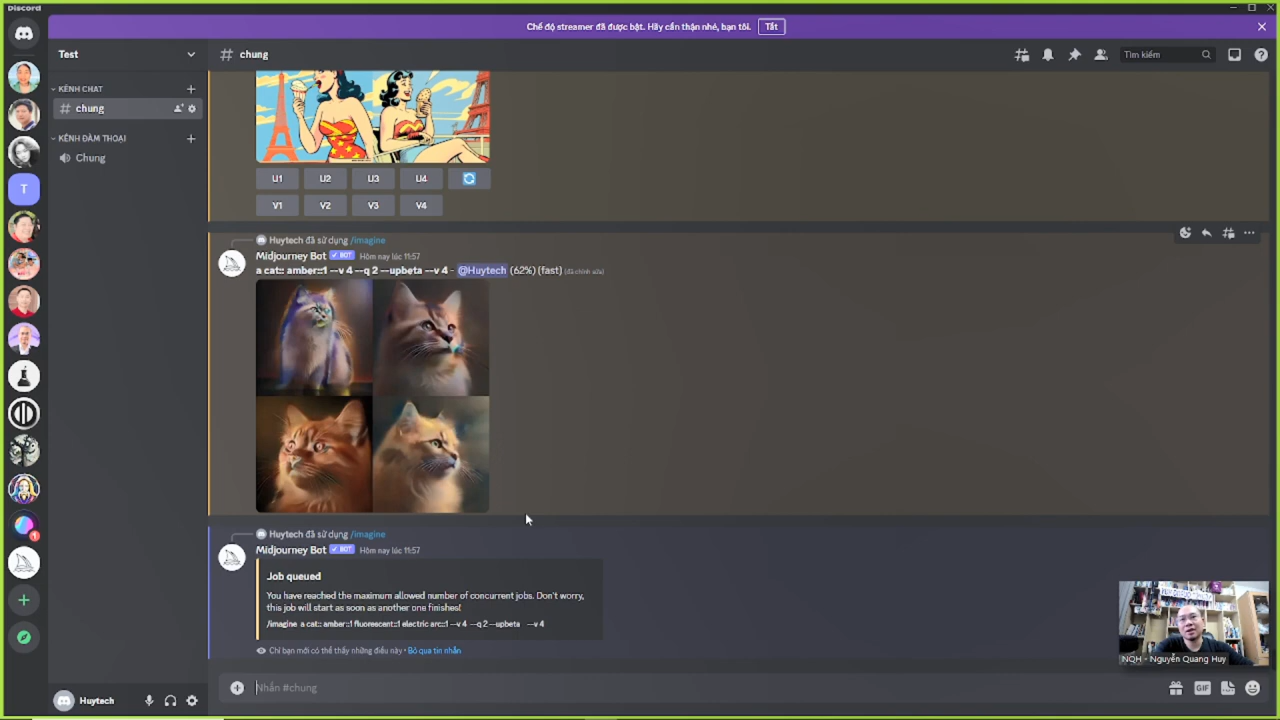 Discord
Chế độ streamer đã được bật. Hãy cẩn thận nhé, bạn tôi. Tắt
Test
# chung
Tìm kiếm
KÊNH CHAT
# chung
KÊNH ĐÀM THOẠI
Chung
T
1
U1 U2 U3 U4
V1 V2 V3 V4
Huytech đã sử dụng /imagine
Midjourney Bot ✓ BOT Hôm nay lúc 11:57
a cat:: amber::1 --v 4 --q 2 --upbeta --v 4 - @Huytech (62%) (fast) (đã chỉnh sửa)
Huytech đã sử dụng /imagine
Midjourney Bot ✓ BOT Hôm nay lúc 11:57
Job queued
You have reached the maximum allowed number of concurrent jobs. Don't worry,
this job will start as soon as another one finishes!
/imagine a cat:: amber::1 fluorescent::1 electric arc::1 --v 4 --q 2 --upbeta --v 4
Chỉ bạn mới có thể thấy những điều này • Bỏ qua tin nhắn
NQH - Nguyễn Quang Huy
Huytech
Nhắn #chung
GIF